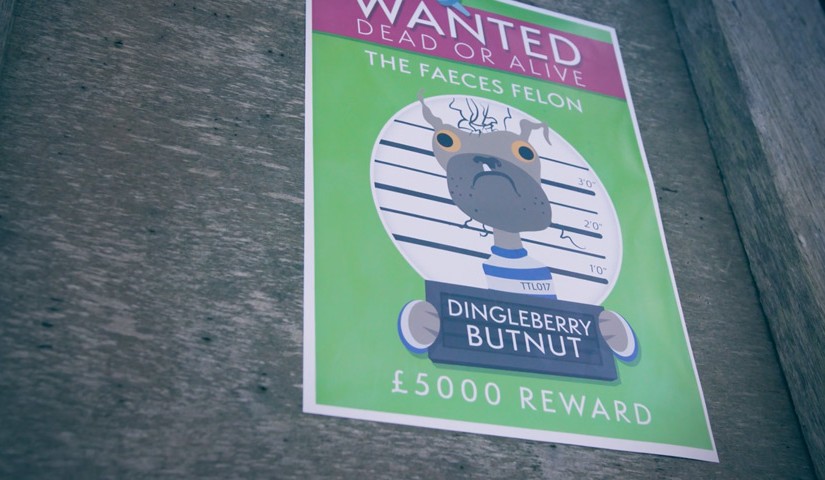 WANTED
DEAD OR ALIVE
THE FAECES FELON
3'0"
2'0"
1'0"
TTL017
DINGLEBERRY
BUTNUT
£5000 REWARD